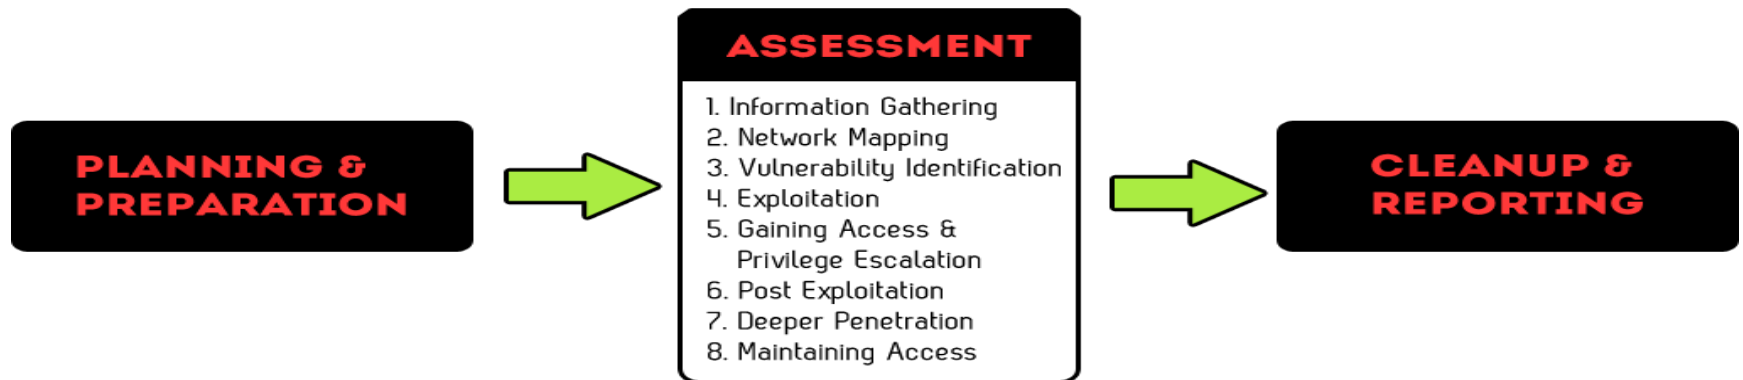 PLANNING &
PREPARATION
ASSESSMENT
1. Information Gathering
2. Network Mapping
3. Vulnerability Identification
4. Exploitation
5. Gaining Access &
Privilege Escalation
6. Post Exploitation
7. Deeper Penetration
8. Maintaining Access
CLEANUP &
REPORTING